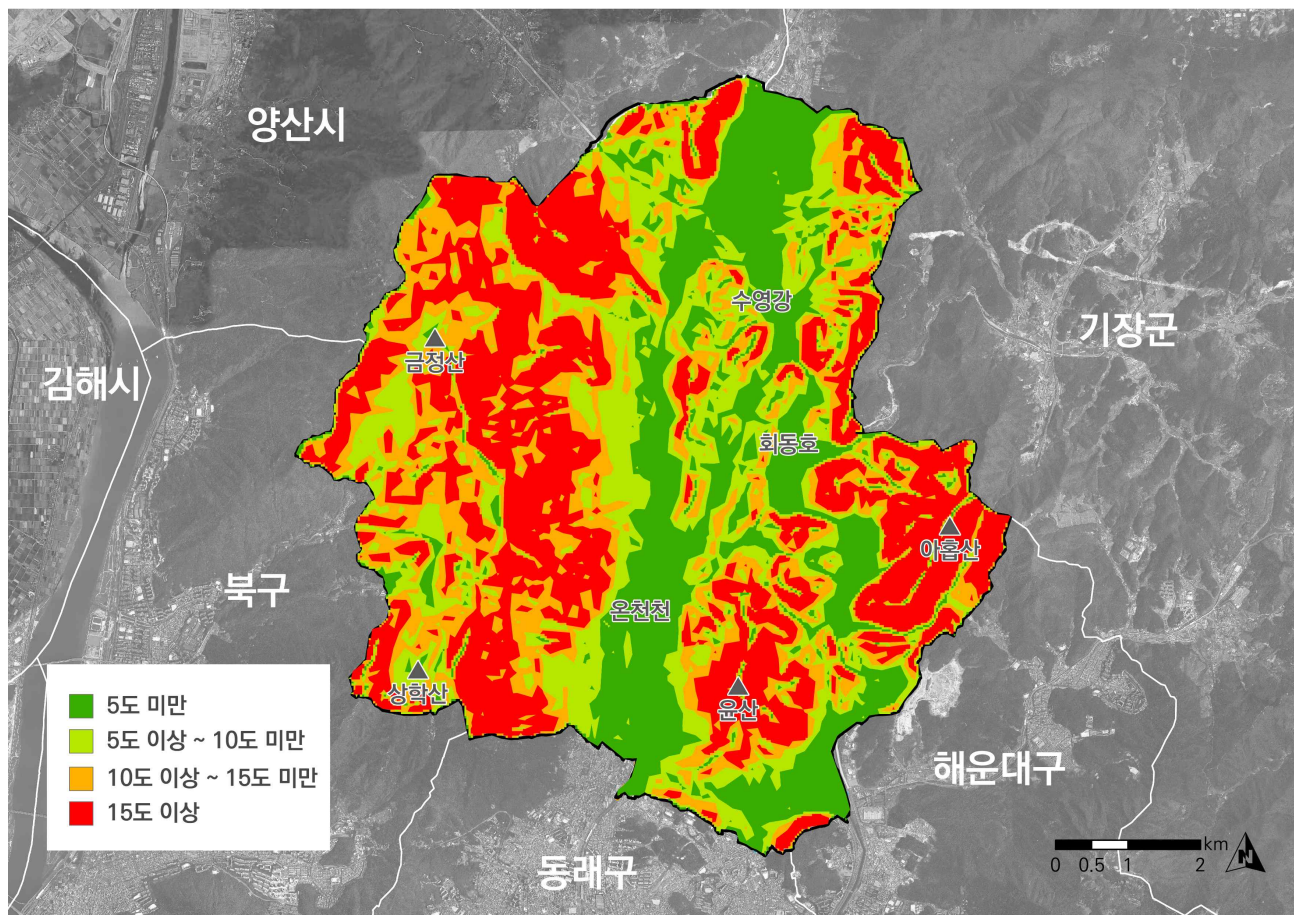 양산시
수영강
기장군
금정산
김해시
회동호
아홉산
북구
온천천
상학산
윤산
5도 미만
5도 이상 ~ 10도 미만
10도 이상 ~ 15도 미만
15도 이상
해운대구
동래구
km
0 0.5 1 2
N